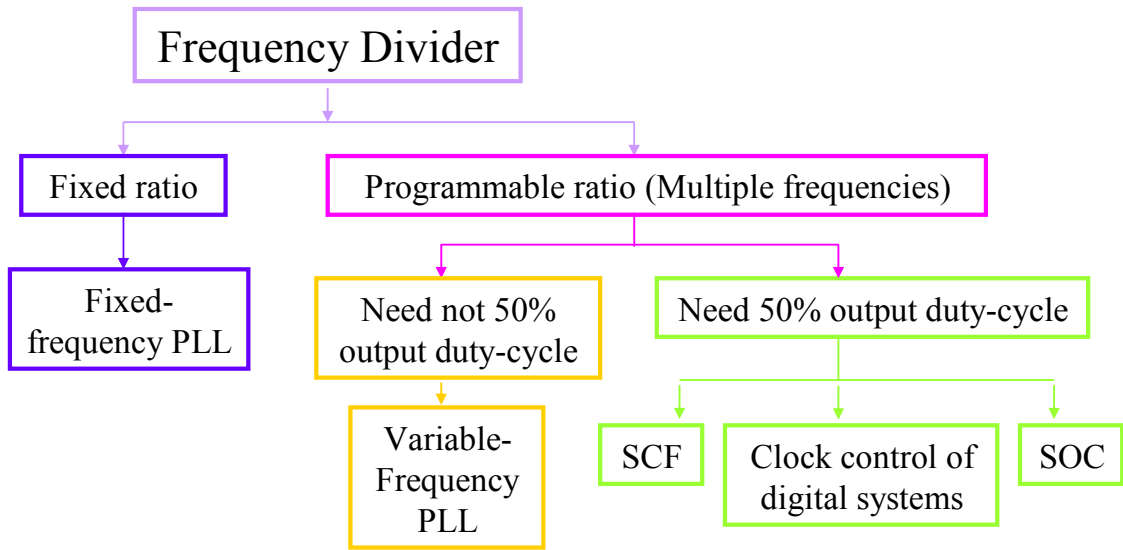 Frequency Divider
Fixed ratio
Programmable ratio (Multiple frequencies)
Fixed-
frequency PLL
Need not 50%
output duty-cycle
Need 50% output duty-cycle
Variable-
Frequency
PLL
SCF
Clock control of
digital systems
SOC